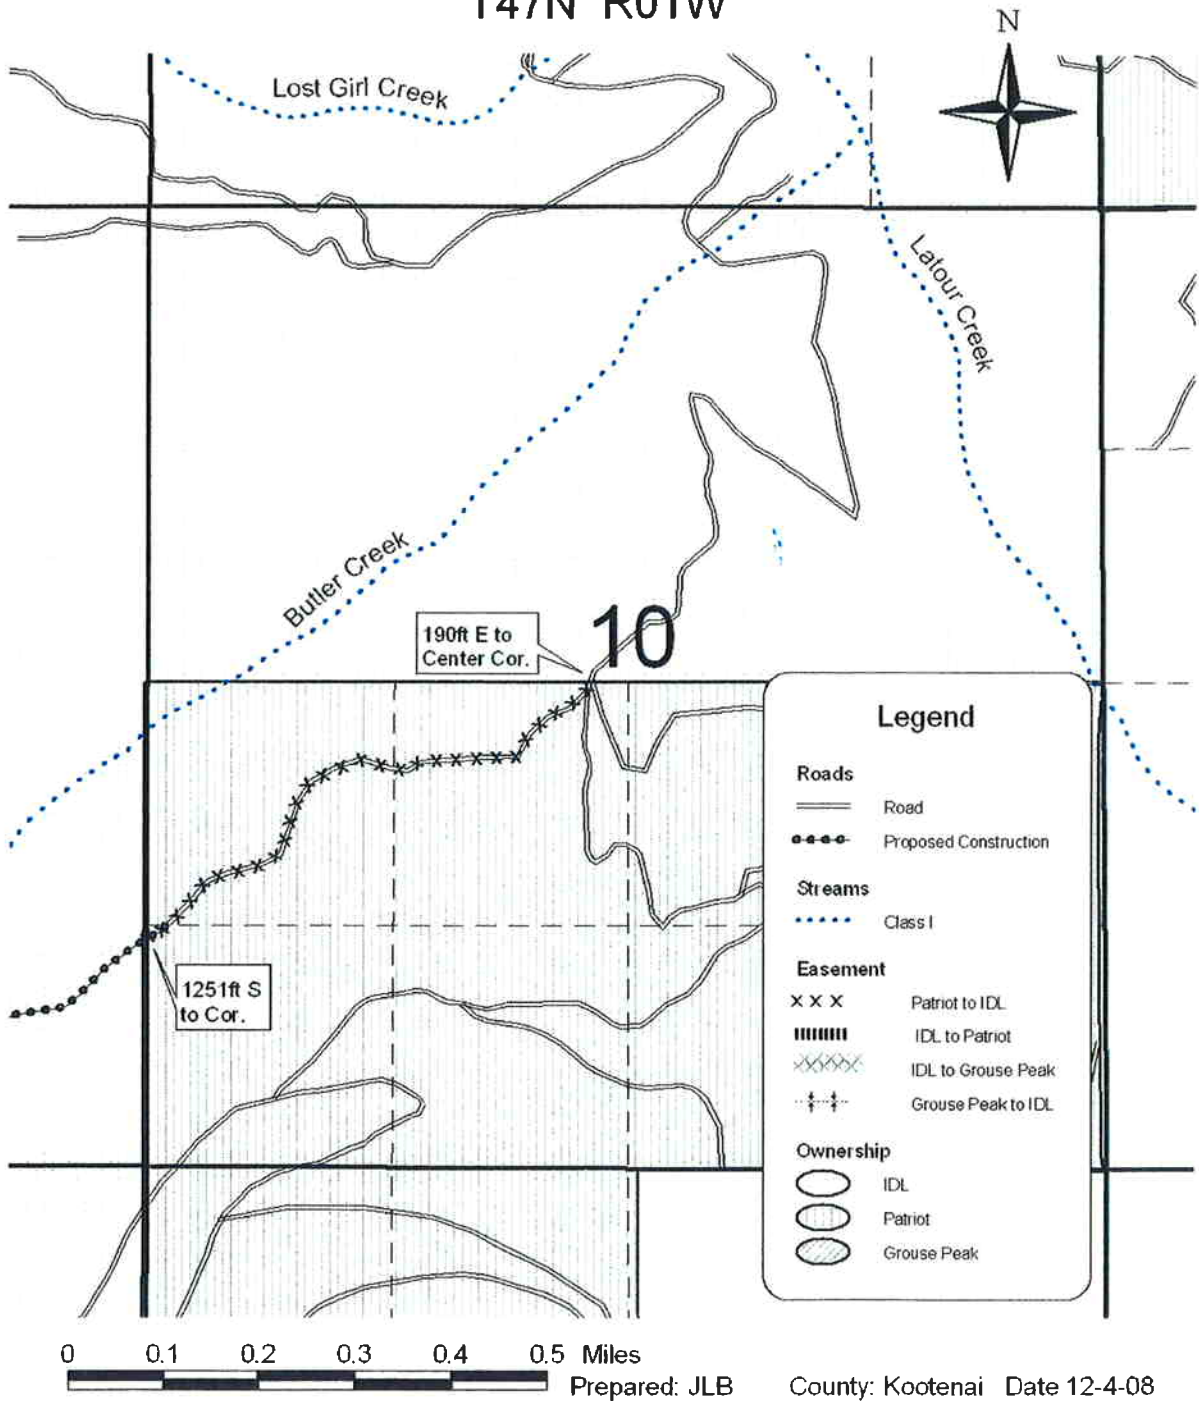 T47N R01W
N
Lost Girl Creek
Latour Creek
Butler Creek
190ft E to
Center Cor.
10
1251ft S
to Cor.
Legend
Roads
Road
Proposed Construction
Streams
Class I
Easement
Patriot to IDL
IDL to Patriot
IDL to Grouse Peak
Grouse Peak to IDL
Ownership
IDL
Patriot
Grouse Peak
0 0.1 0.2 0.3 0.4 0.5 Miles
Prepared: JLB County: Kootenai Date 12-4-08